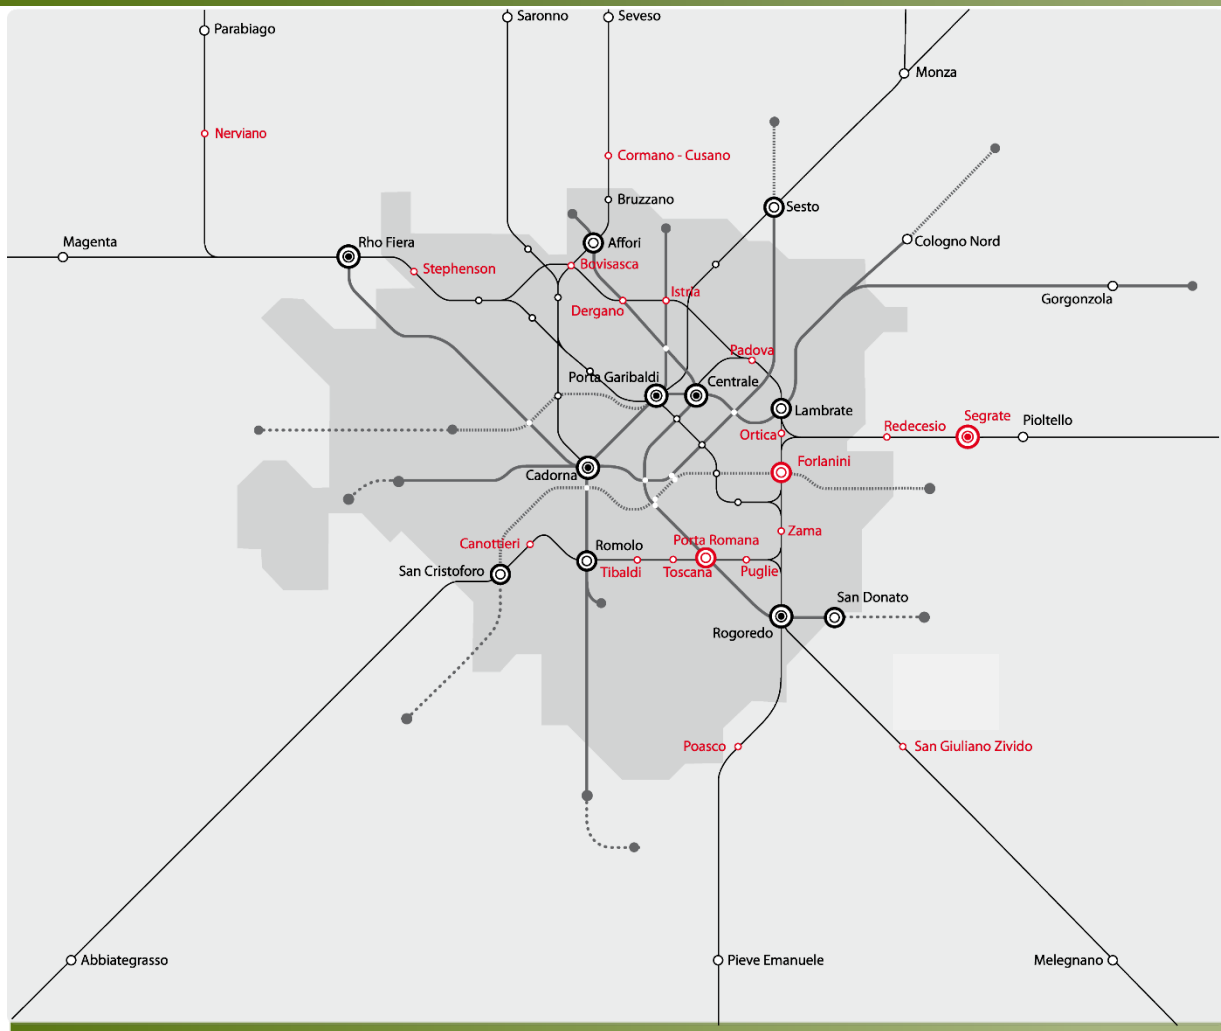 Saronno
Seveso
Parabiago
Monza
Nerviano
Cormano - Cusano
Bruzzano
Sesto
Magenta
Rho Fiera
Affori
Cologno Nord
Stephenson
Bovisasca
Istria
Gorgonzola
Dergano
Padova
Porta Garibaldi
Centrale
Lambrate
Segrate
Redecesio
Pioltello
Ortica
Cadorna
Forlanini
Zama
Canottieri
Romolo
Porta Romana
San Cristoforo
Tibaldi
Toscana
Puglie
San Donato
Rogoredo
Poasco
San Giuliano Zivido
Abbiategrasso
Pieve Emanuele
Melegnano